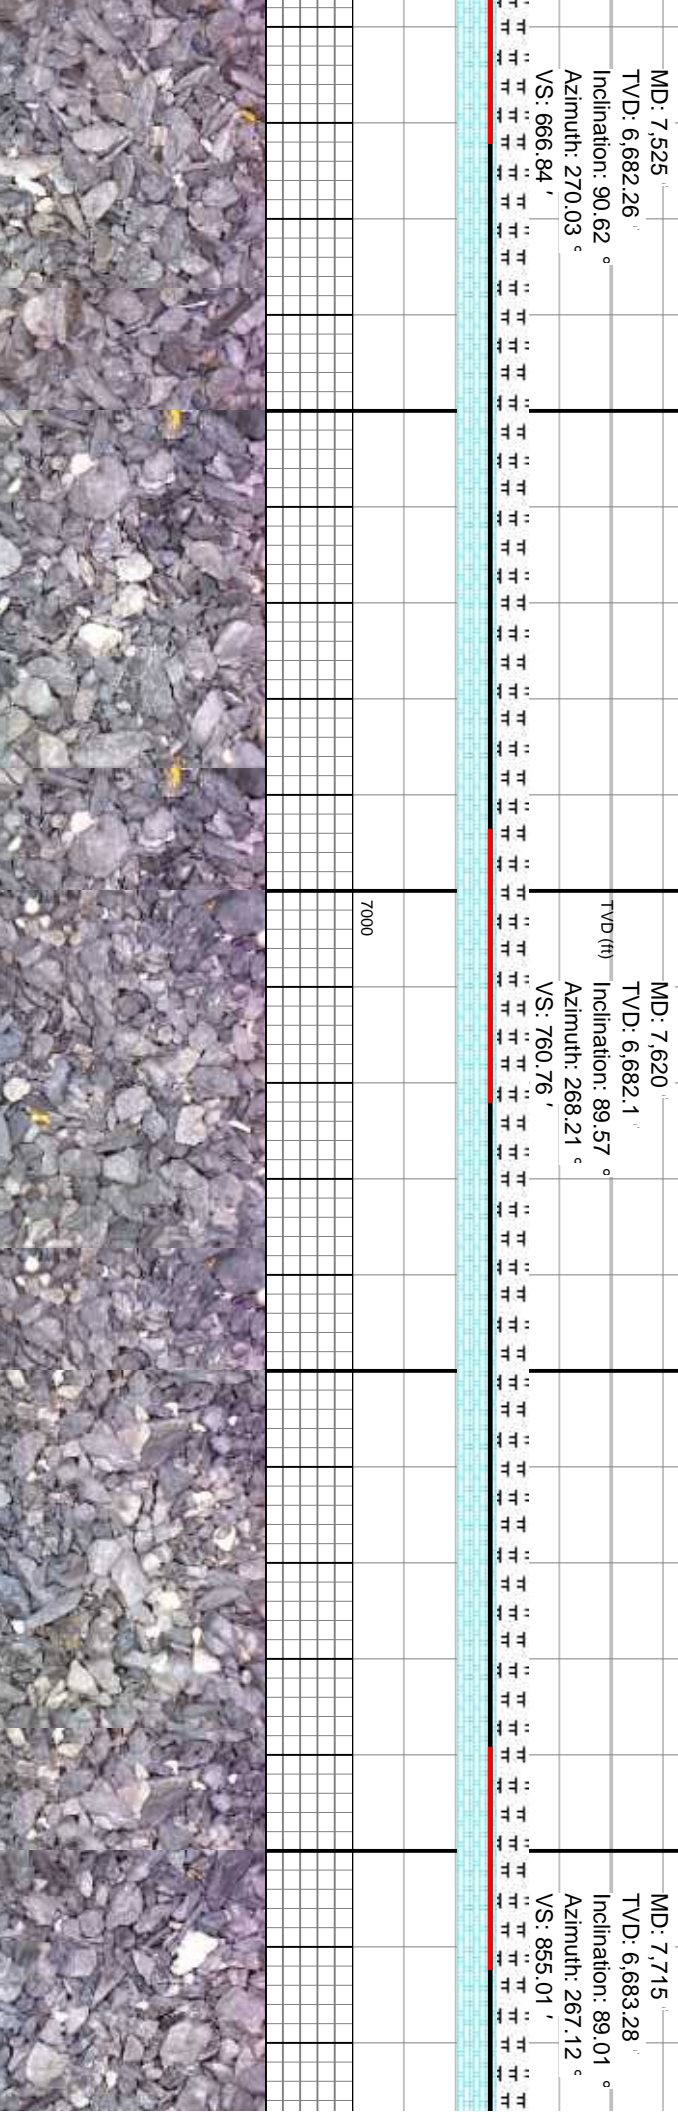 MD: 7,525 '
TVD: 6,682.26 '
Inclination: 90.62 °
Azimuth: 270.03 °
VS: 666.84 '
7000
TVD (ft)
MD: 7,620 '
TVD: 6,682.1 '
Inclination: 89.57 °
Azimuth: 268.21 °
VS: 760.76 '
MD: 7,715 '
TVD: 6,683.28 '
Inclination: 89.01 °
Azimuth: 267.12 °
VS: 855.01 '